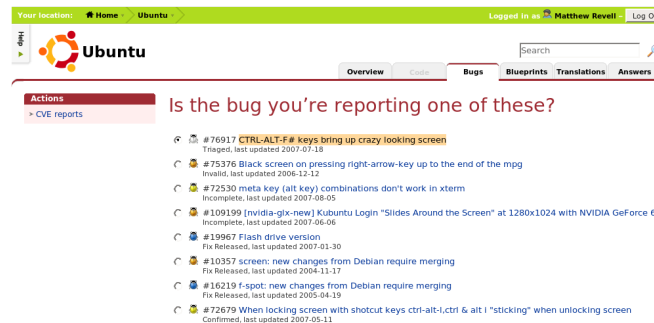 Your location: Home Ubuntu Logged in as Matthew Revell – Log O
Help
Ubuntu
Search
Overview Code Bugs Blueprints Translations Answers
Actions
CVE reports
Is the bug you're reporting one of these?
#76917 CTRL-ALT-F# keys bring up crazy looking screen
Triaged, last updated 2007-07-18
#75376 Black screen on pressing right-arrow-key up to the end of the mpg
Invalid, last updated 2006-12-12
#72530 meta key (alt key) combinations don't work in xterm
Incomplete, last updated 2007-08-05
#109199 [nvidia-glx-new] Kubuntu Login "Slides Around the Screen" at 1280x1024 with NVIDIA GeForce 6
Incomplete, last updated 2007-06-06
#19967 Flash drive version
Fix Released, last updated 2007-01-30
#10357 screen: new changes from Debian require merging
Fix Released, last updated 2004-11-17
#16219 f-spot: new changes from Debian require merging
Fix Released, last updated 2005-04-19
#72679 When locking screen with shotcut keys ctrl-alt-l,ctrl & alt i "sticking" when unlocking screen
Confirmed, last updated 2007-05-11